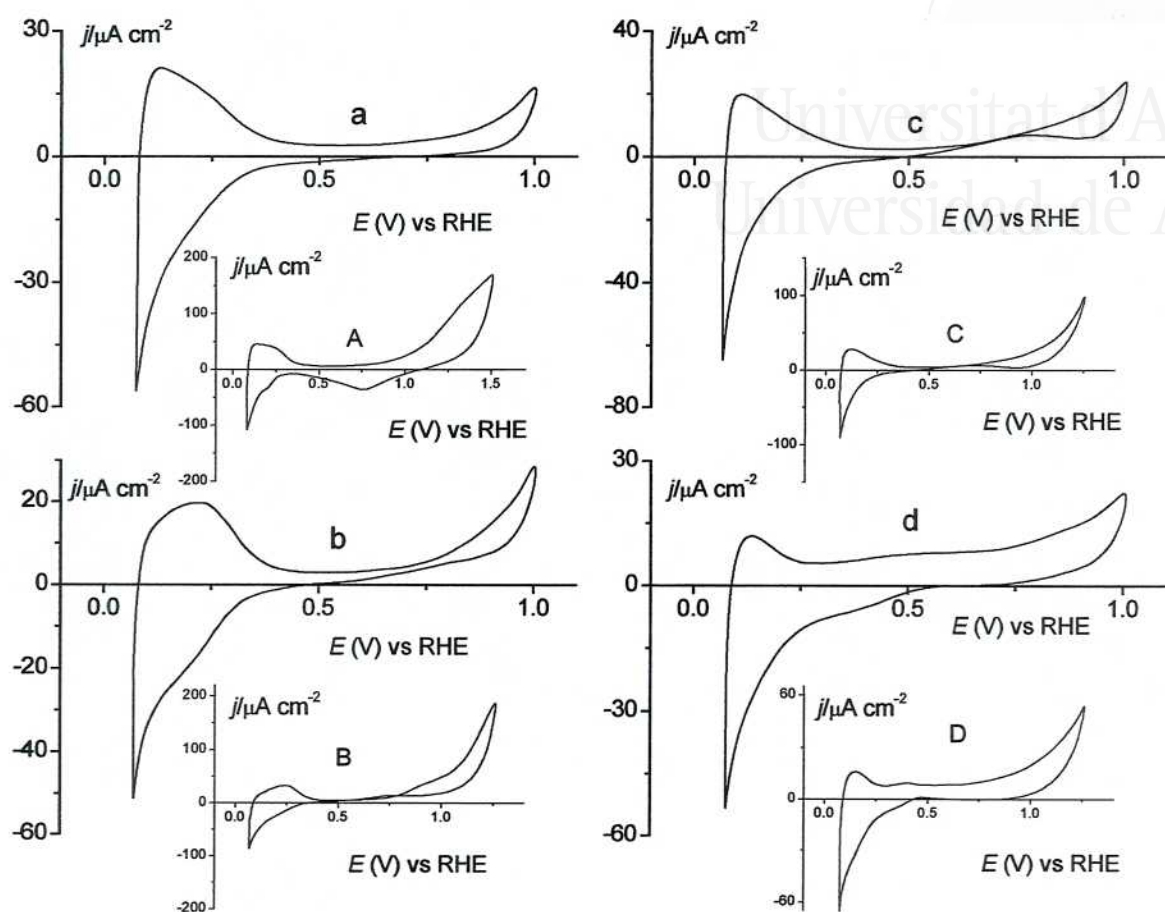 30
j/µA cm⁻²
a
0
0.0
0.5
1.0
E (V) vs RHE
-30
-60
200
j/µA cm⁻²
100
A
0
0.0
0.5
1.0
1.5
-100
E (V) vs RHE
-200
40
j/µA cm⁻²
Universitat d'A
c
0
0.0
0.5
1.0
Universidad de A
E (V) vs RHE
-40
-80
j/µA cm⁻²
100
C
0
0.0
0.5
1.0
E (V) vs RHE
-100
j/µA cm⁻²
20
b
0
0.0
0.5
1.0
E (V) vs RHE
-20
-40
-60
200
j/µA cm⁻²
100
B
0
0.0
0.5
1.0
-100
E (V) vs RHE
-200
30
j/µA cm⁻²
d
0
0.0
0.5
1.0
E (V) vs RHE
-30
-60
60
j/µA cm⁻²
D
0
0.0
0.5
1.0
E (V) vs RHE
-60